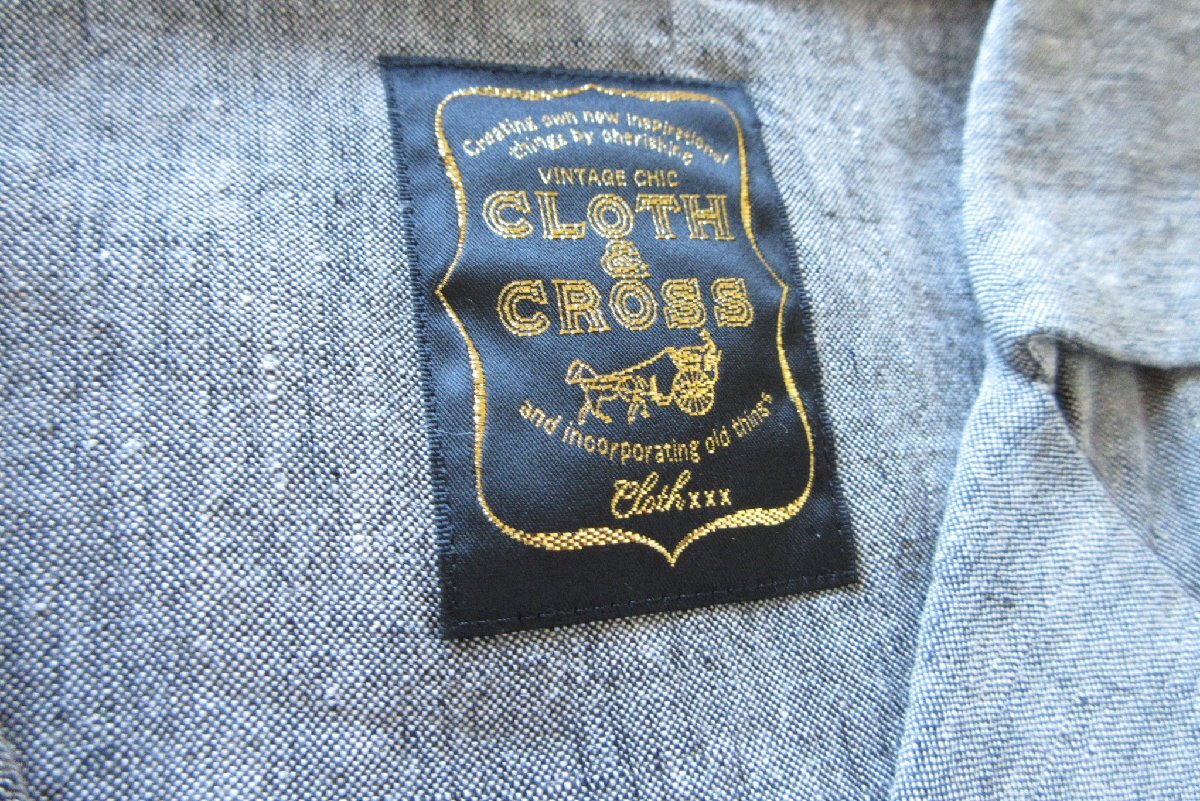 Creating own new inspirational
things by cherishing
VINTAGE CHIC
CLOTH
&
CROSS
and incorporating old things
Cloth xxx